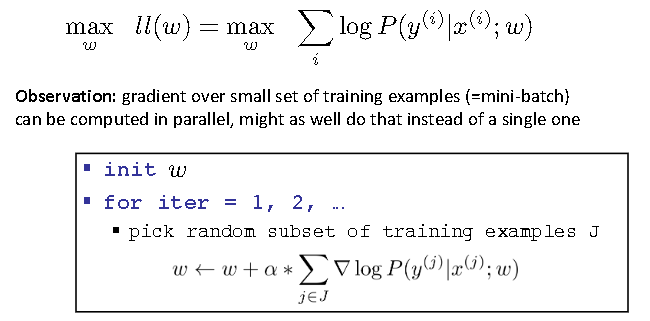 max_w ll(w) = max_w ∑_i log P(y^(i)|x^(i); w)
Observation: gradient over small set of training examples (=mini-batch)
can be computed in parallel, might as well do that instead of a single one
▪ init w
▪ for iter = 1, 2, …
▪ pick random subset of training examples J
w ← w + α * ∑_{j∈J} ∇ log P(y^(j)|x^(j); w)